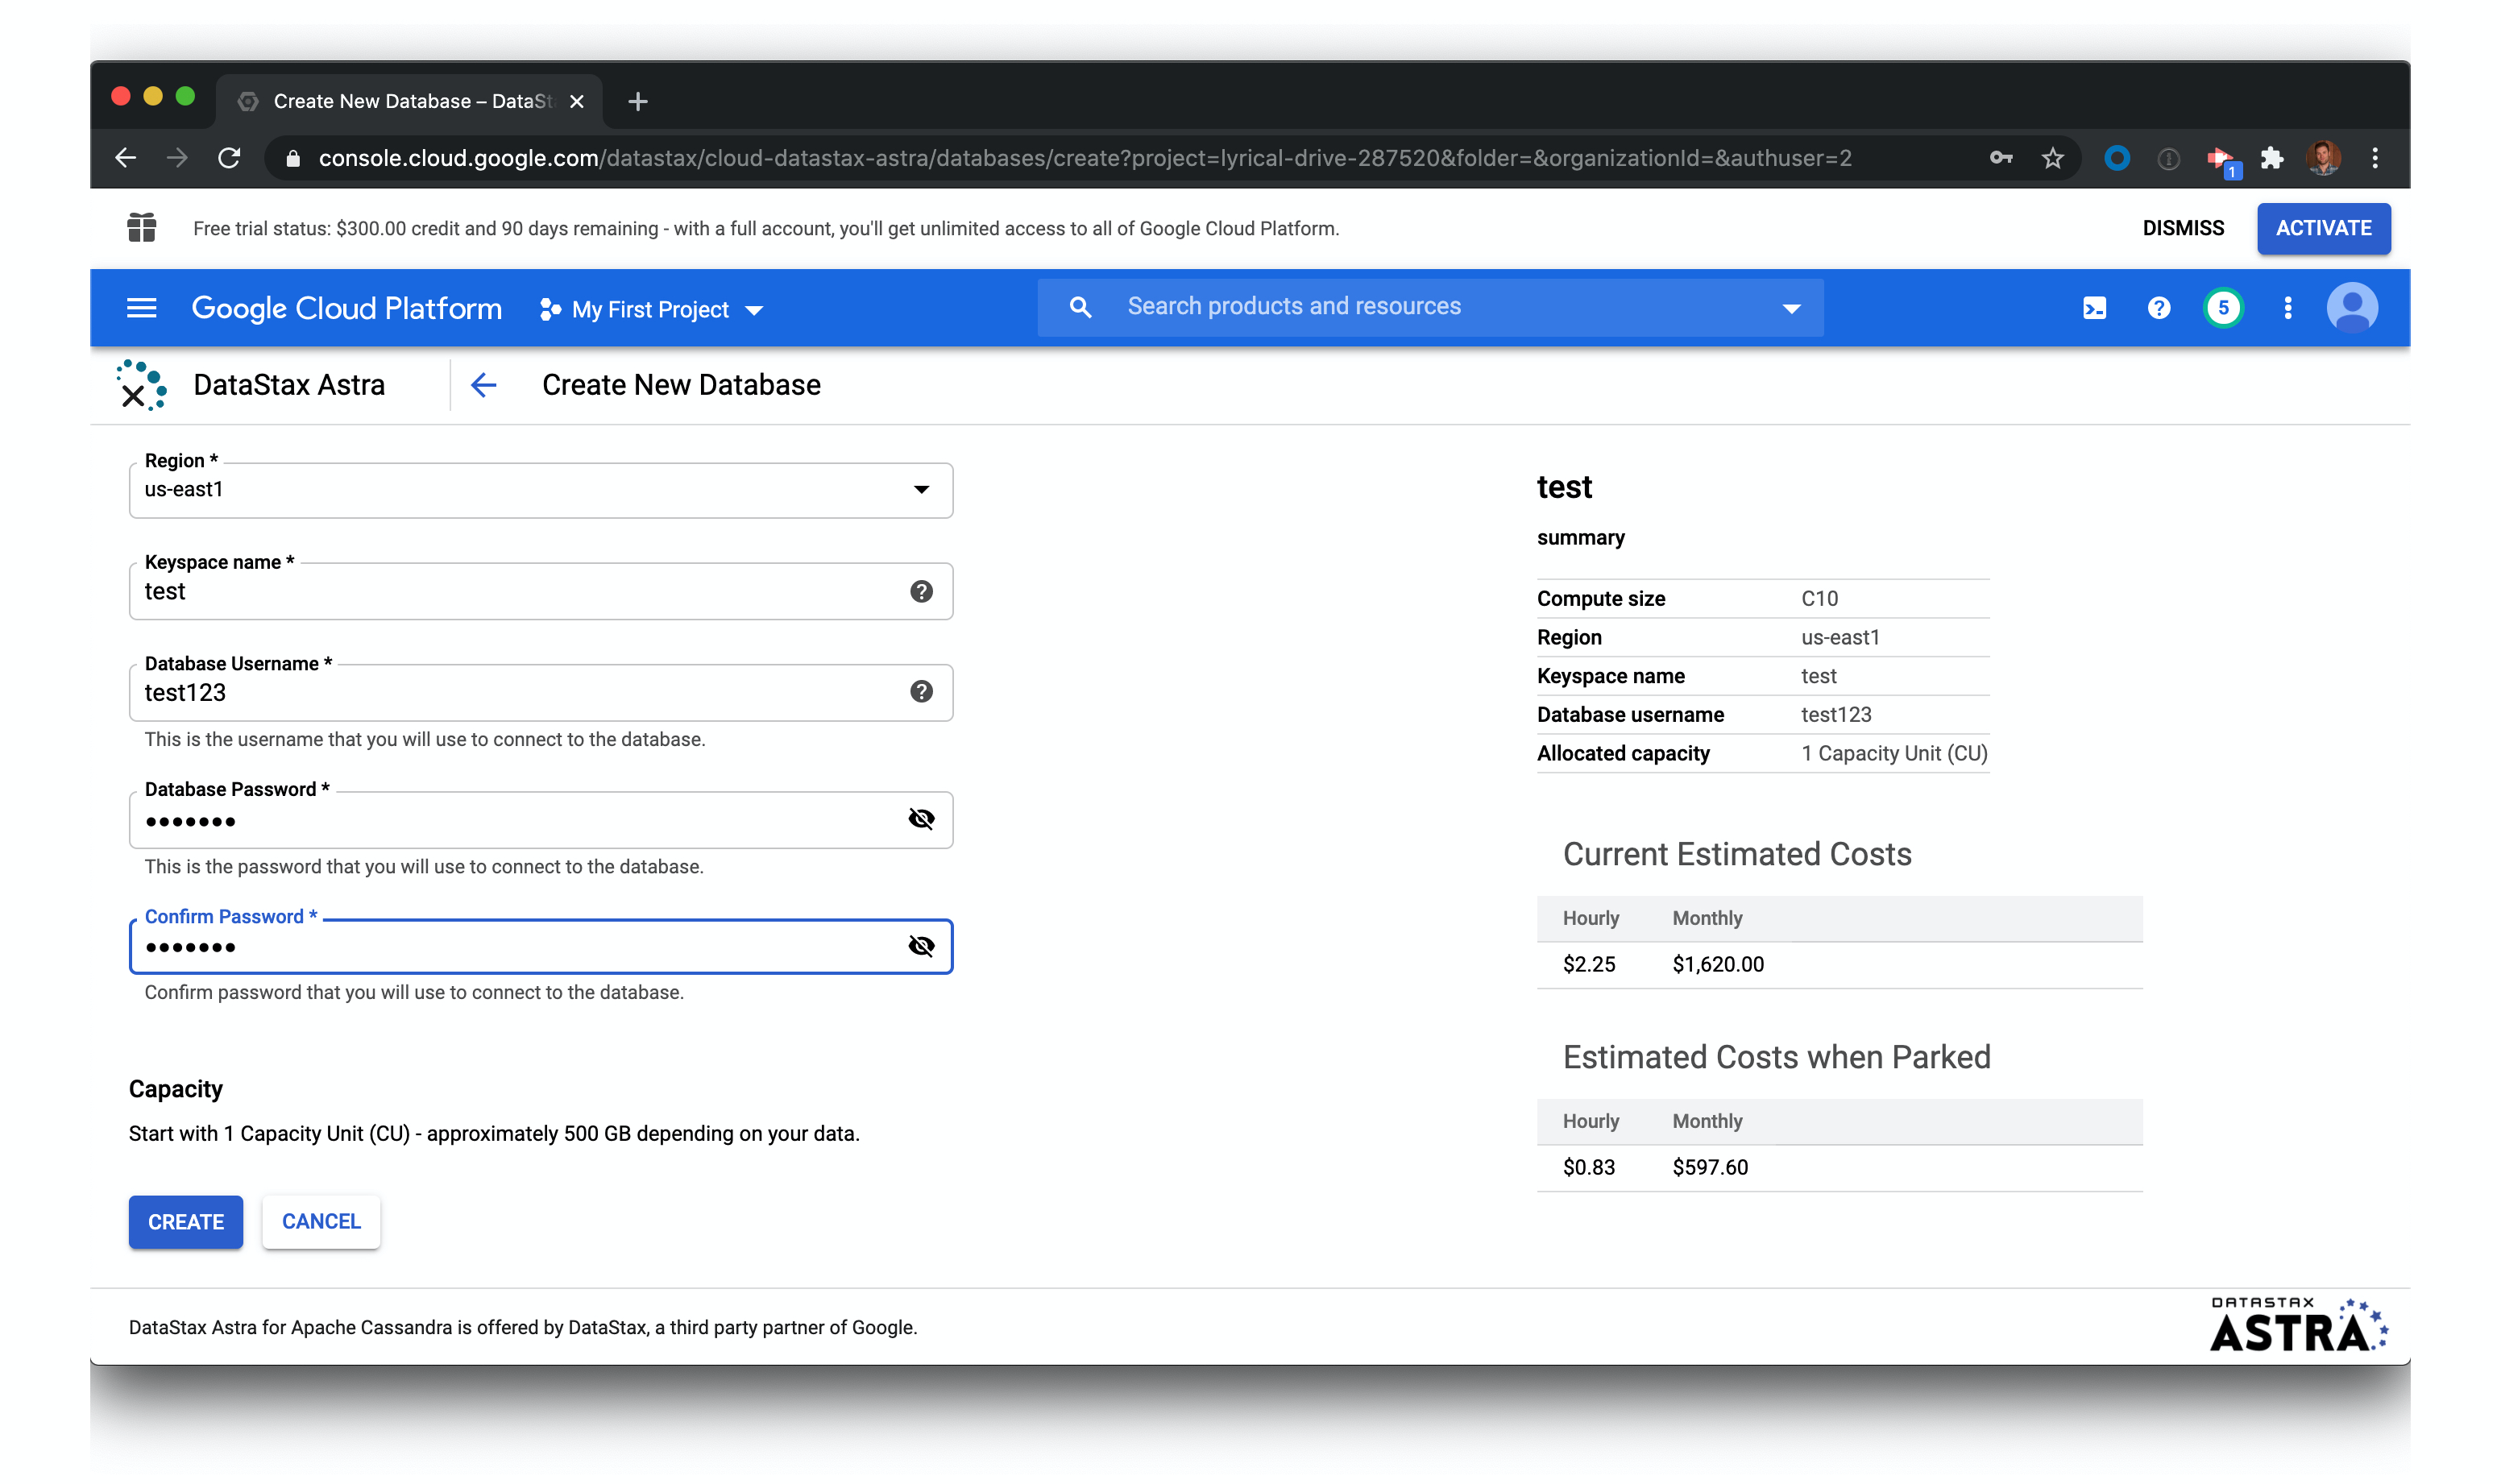 Create New Database – DataSt
console.cloud.google.com/datastax/cloud-datastax-astra/databases/create?project=lyrical-drive-287520&folder=&organizationId=&authuser=2
1
Free trial status: $300.00 credit and 90 days remaining - with a full account, you'll get unlimited access to all of Google Cloud Platform.
DISMISS
ACTIVATE
Google Cloud Platform
My First Project
Search products and resources
5
DataStax Astra
Create New Database
Region *
us-east1
Keyspace name *
test
Database Username *
test123
This is the username that you will use to connect to the database.
Database Password *
•••••••
This is the password that you will use to connect to the database.
Confirm Password *
•••••••
Confirm password that you will use to connect to the database.
Capacity
Start with 1 Capacity Unit (CU) - approximately 500 GB depending on your data.
CREATE
CANCEL
test
summary
Compute size C10
Region us-east1
Keyspace name test
Database username test123
Allocated capacity 1 Capacity Unit (CU)
Current Estimated Costs
Hourly Monthly
$2.25 $1,620.00
Estimated Costs when Parked
Hourly Monthly
$0.83 $597.60
DataStax Astra for Apache Cassandra is offered by DataStax, a third party partner of Google.
DATASTAX
ASTRA